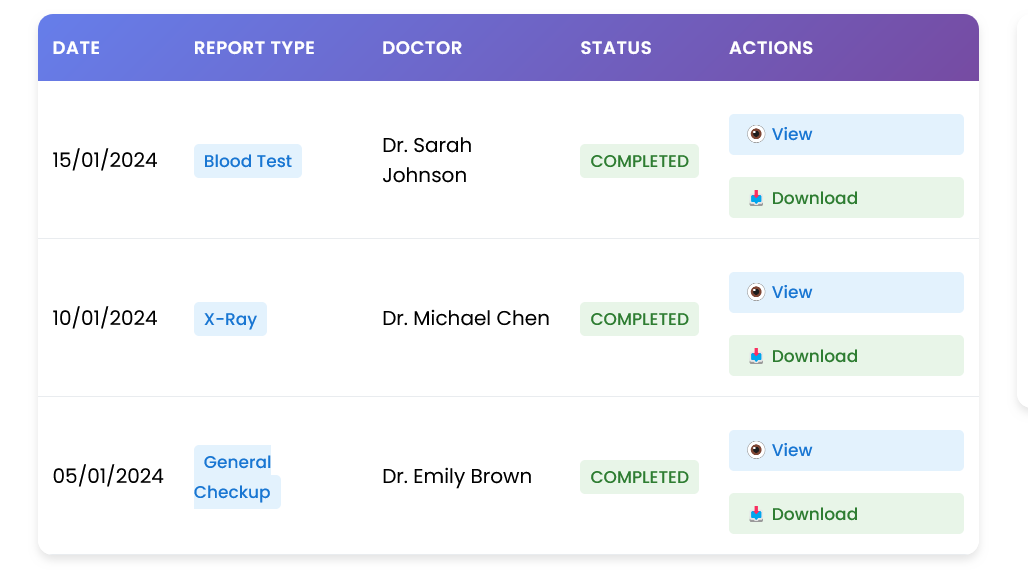 DATE REPORT TYPE DOCTOR STATUS ACTIONS
15/01/2024 Blood Test Dr. Sarah Johnson COMPLETED View
Download
10/01/2024 X-Ray Dr. Michael Chen COMPLETED View
Download
05/01/2024 General Checkup Dr. Emily Brown COMPLETED View
Download